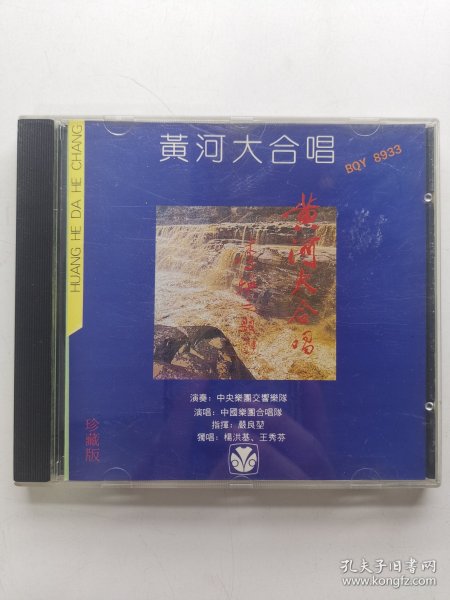 黃河大合唱
BQY 8933
HUANG HE DA HE CHANG
黄河大合唱
演奏：中央樂團交響樂隊
演唱：中國樂團合唱隊
指揮：嚴良堃
獨唱：楊洪基、王秀芬
珍藏版
孔夫子旧书网
www.kongfz.com